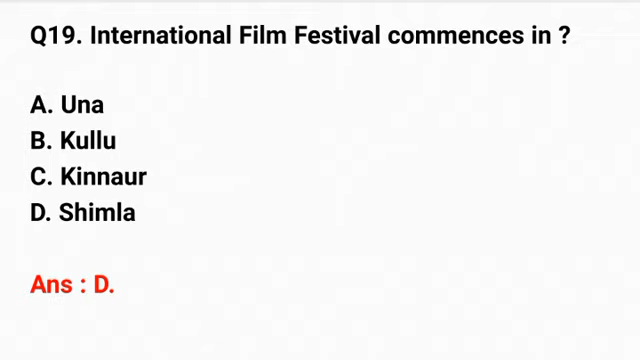 Q19. International Film Festival commences in ?
A. Una
B. Kullu
C. Kinnaur
D. Shimla
Ans : D.